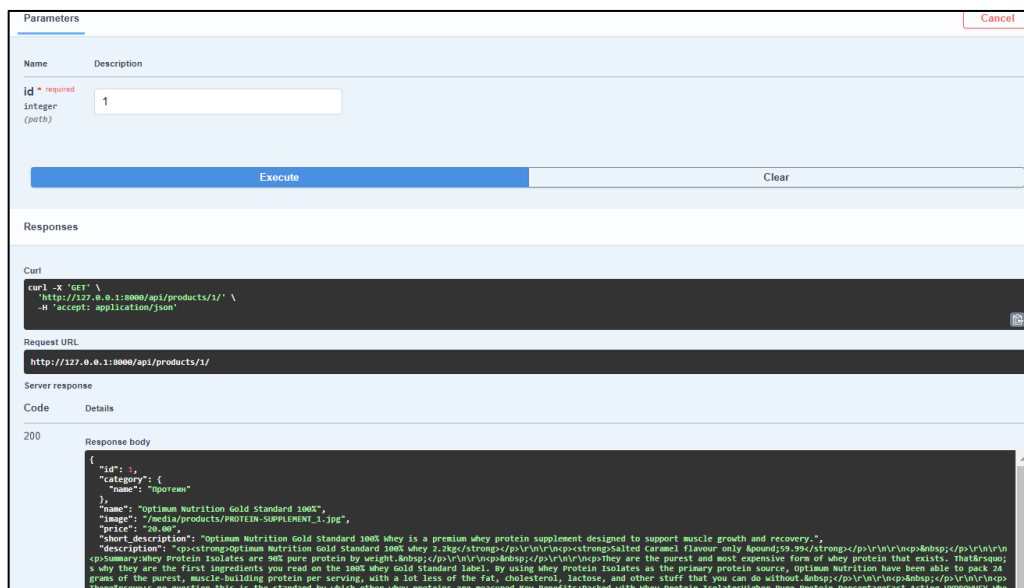 Parameters
Cancel
Name Description
id * required
integer
(path)
1
Execute Clear
Responses
Curl
curl -X 'GET' \
'http://127.0.0.1:8000/api/products/1/' \
-H 'accept: application/json'
Request URL
http://127.0.0.1:8000/api/products/1/
Server response
Code Details
200
Response body
{
"id": 1,
"category": {
"name": "Протеин"
},
"name": "Optimum Nutrition Gold Standard 100%",
"image": "/media/products/PROTEIN-SUPPLEMENT_1.jpg",
"price": "20.00",
"short_description": "Optimum Nutrition Gold Standard 100% Whey is a premium whey protein supplement designed to support muscle growth and recovery.",
"description": "<p><strong>Optimum Nutrition Gold Standard 100% whey 2.2kg</strong></p>\r\n\r\n<p><strong>Salted Caramel flavour only &pound;59.99</strong></p>\r\n\r\n<p>&nbsp;</p>\r\n\r\n
<p>Summary:Whey Protein Isolates are 90% pure protein by weight.&nbsp;</p>\r\n\r\n<p>They are the purest and most expensive form of whey protein that exists. That&rsquo;
s why they are the first ingredients you read on the 100% Whey Gold Standard label. By using Whey Protein Isolates as the primary protein source, Optimum Nutrition have been able to pack 24
grams of the purest, muscle-building protein per serving, with a lot less of the fat, cholesterol, lactose, and other stuff that you can do without.&nbsp;</p>\r\n\r\n<p>